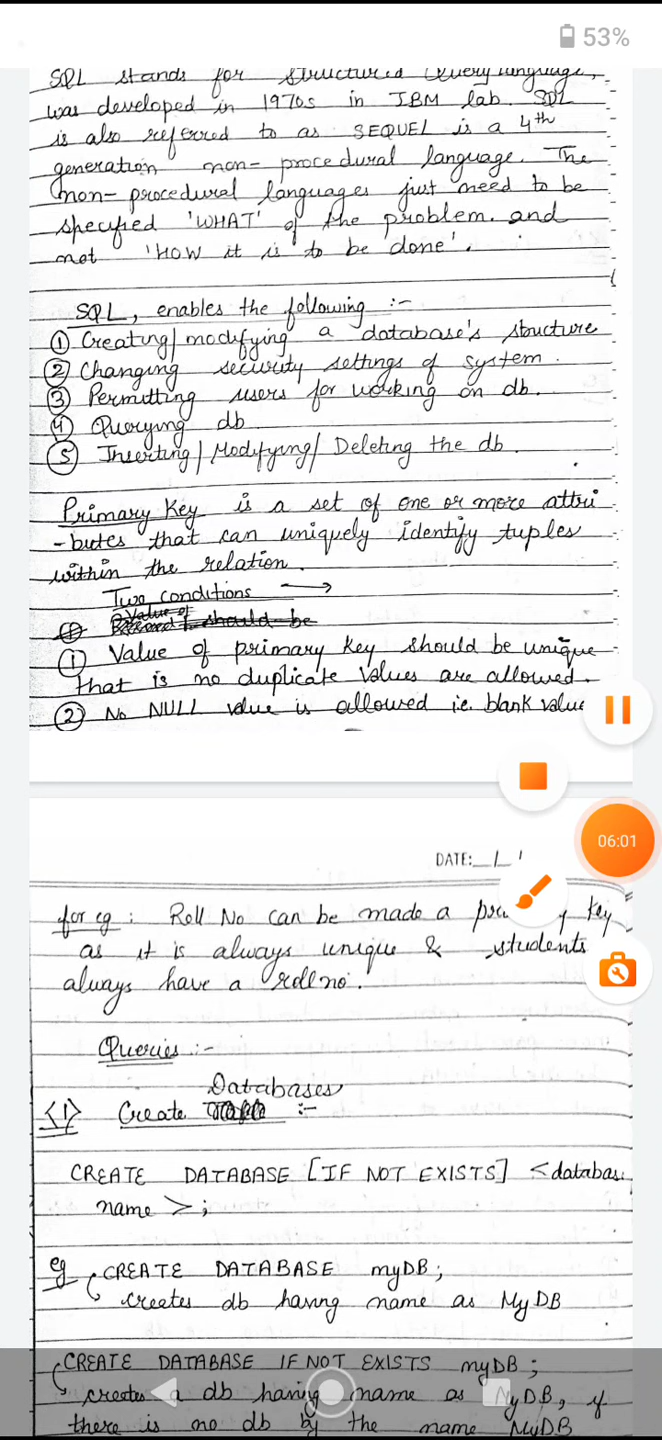 53%
SQL stands for Structured Query language,
was developed in 1970s in IBM lab. SQL
is also referred to as SEQUEL is a 4th
generation non-procedural language. The
non-procedural languages just need to be
specified 'WHAT' of the problem. and
not 'HOW it is to be done'.
SQL, enables the following :-
① Creating/modifying a database's structure
② Changing security settings of system.
③ Permitting users for working on db.
④ Querying db
⑤ Inserting/Modifying/Deleting the db.
Primary Key is a set of one or more attri
-butes that can uniquely identify tuples
within the relation.
Two conditions →
Value of
should be
① Value of primary key should be unique
that is no duplicate values are allowed.
② No NULL value is allowed i.e. blank value
06:01
DATE:
for eg : Roll No can be made a key
as it is always unique & students
always have a roll no.
Queries :-
Databases
<1> Create :-
CREATE DATABASE [IF NOT EXISTS] <databas
name >;
eg CREATE DATABASE myDB;
creates db having name as MyDB
CREATE DATABASE IF NOT EXISTS myDB;
creates a db having name as MyDB, if
there is no db by the name MyDB